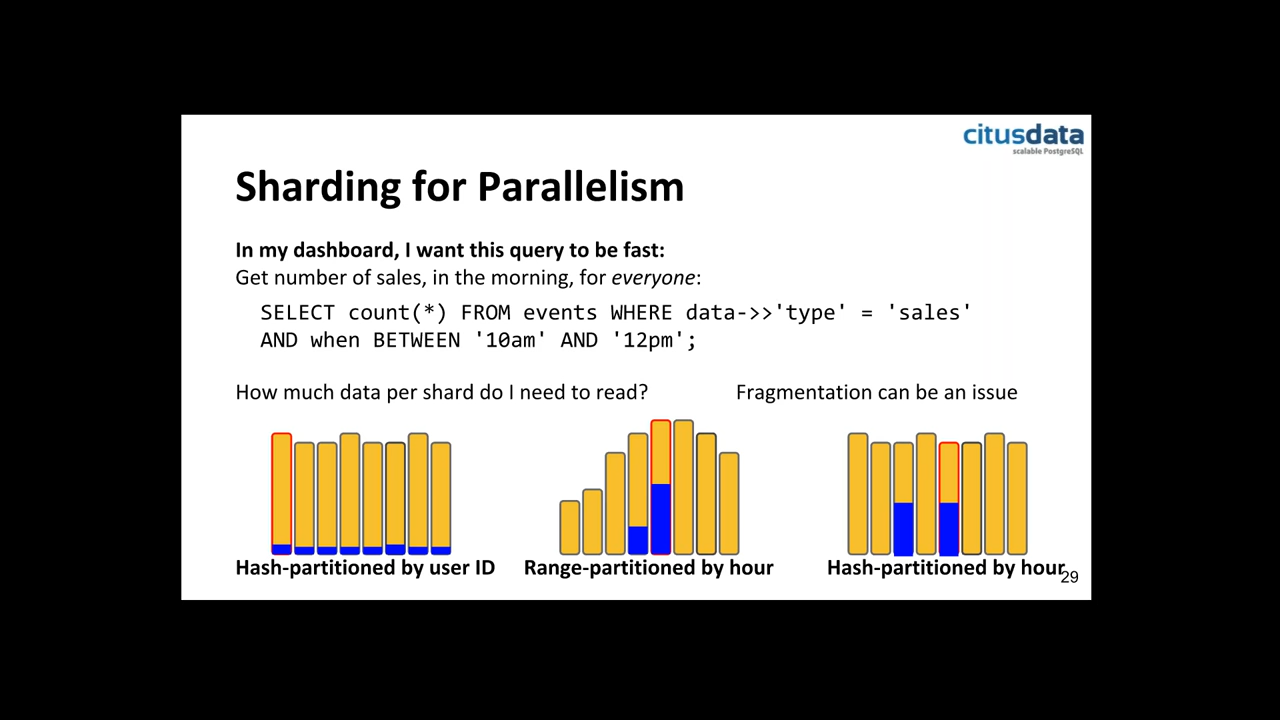 citusdata
scalable PostgreSQL
Sharding for Parallelism
In my dashboard, I want this query to be fast:
Get number of sales, in the morning, for everyone:
SELECT count(*) FROM events WHERE data->>'type' = 'sales'
AND when BETWEEN '10am' AND '12pm';
How much data per shard do I need to read?
Fragmentation can be an issue
Hash-partitioned by user ID
Range-partitioned by hour
Hash-partitioned by hour
29